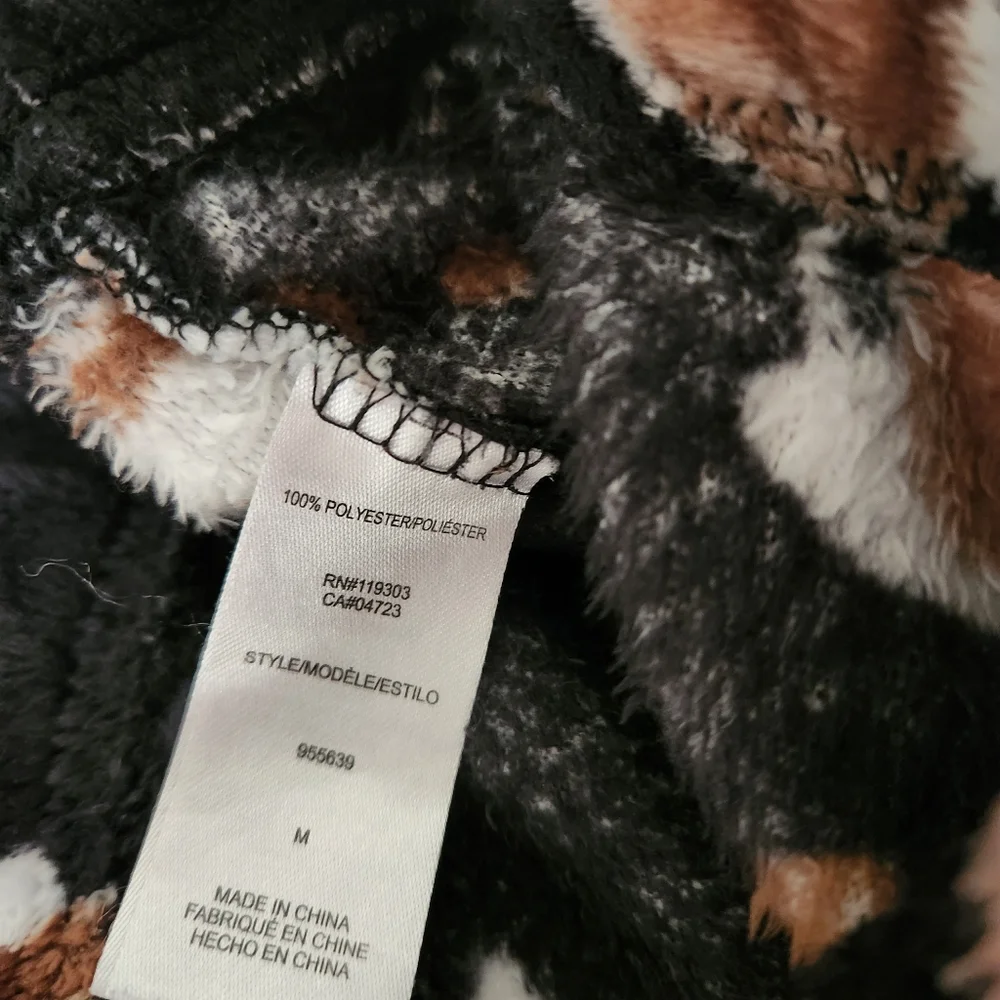 100% POLYESTER/POLIÉSTER
RN#119303
CA#04723
STYLE/MODÈLE/ESTILO
955639
M
MADE IN CHINA
FABRIQUÉ EN CHINE
HECHO EN CHINA